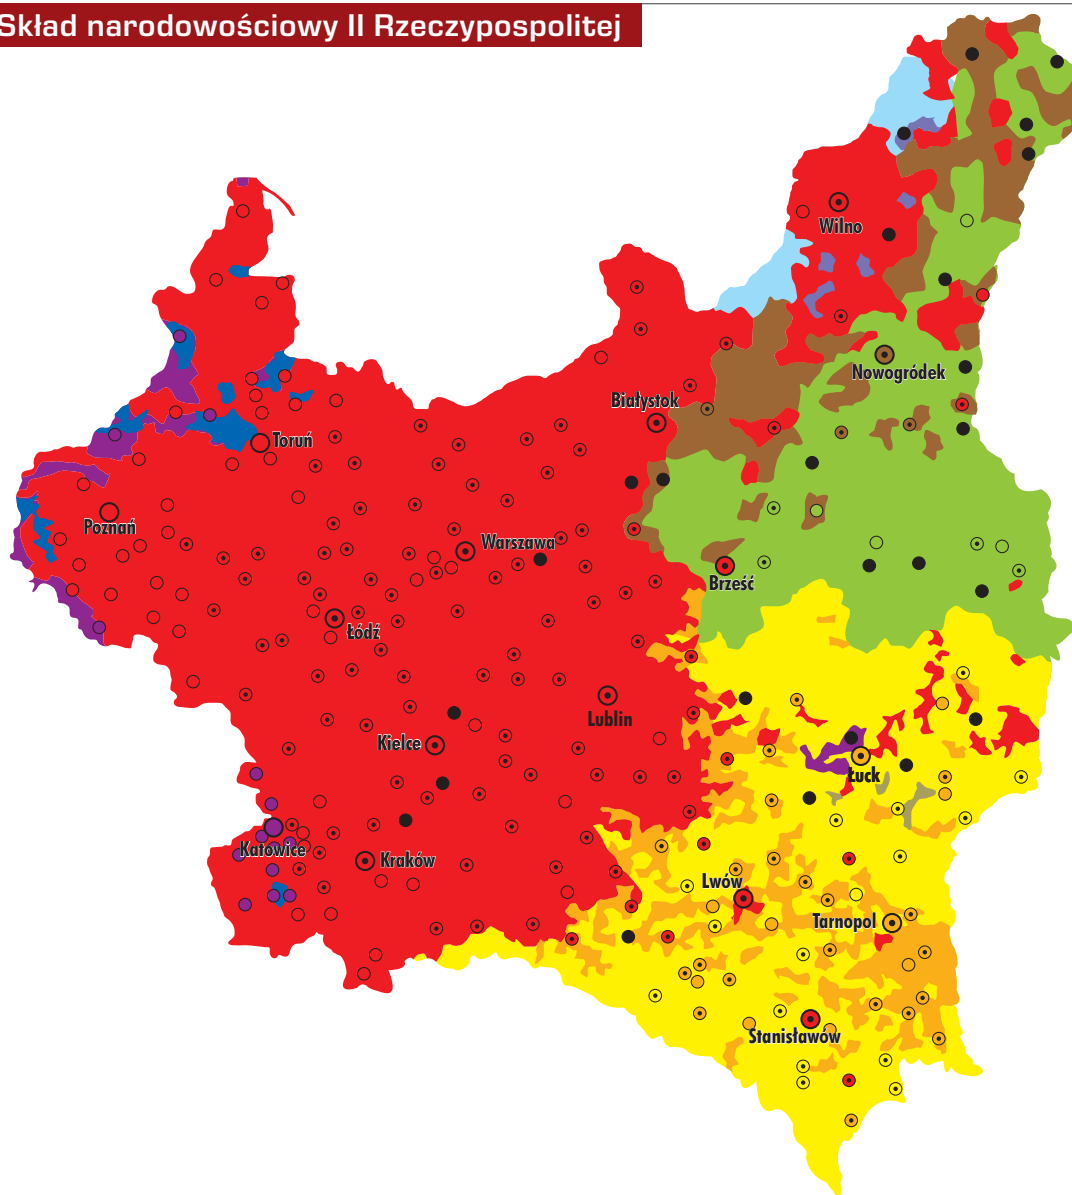 Skład narodowościowy II Rzeczypospolitej
Wilno
Nowogródek
Białystok
Toruń
Poznań
Warszawa
Brześć
Łódź
Lublin
Kielce
Łuck
Katowice
Kraków
Lwów
Tarnopol
Stanisławów